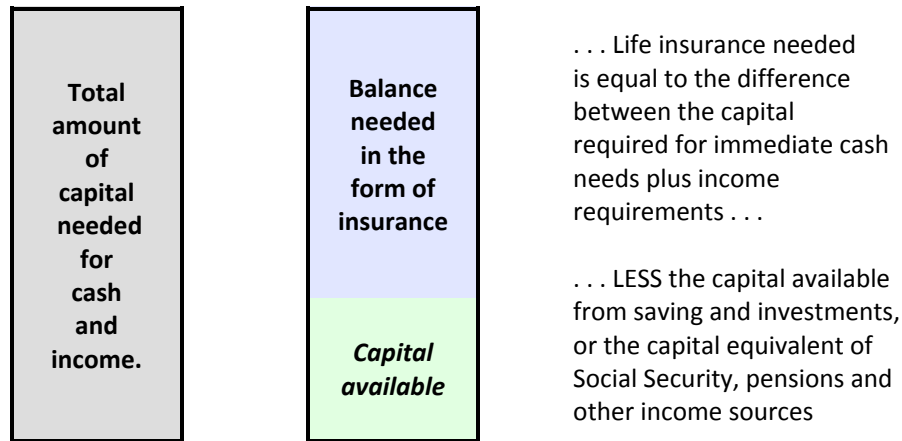 Total
amount
of
capital
needed
for
cash
and
income.
Balance
needed
in the
form of
insurance
Capital
available
. . . Life insurance needed
is equal to the difference
between the capital
required for immediate cash
needs plus income
requirements . . .
. . . LESS the capital available
from saving and investments,
or the capital equivalent of
Social Security, pensions and
other income sources